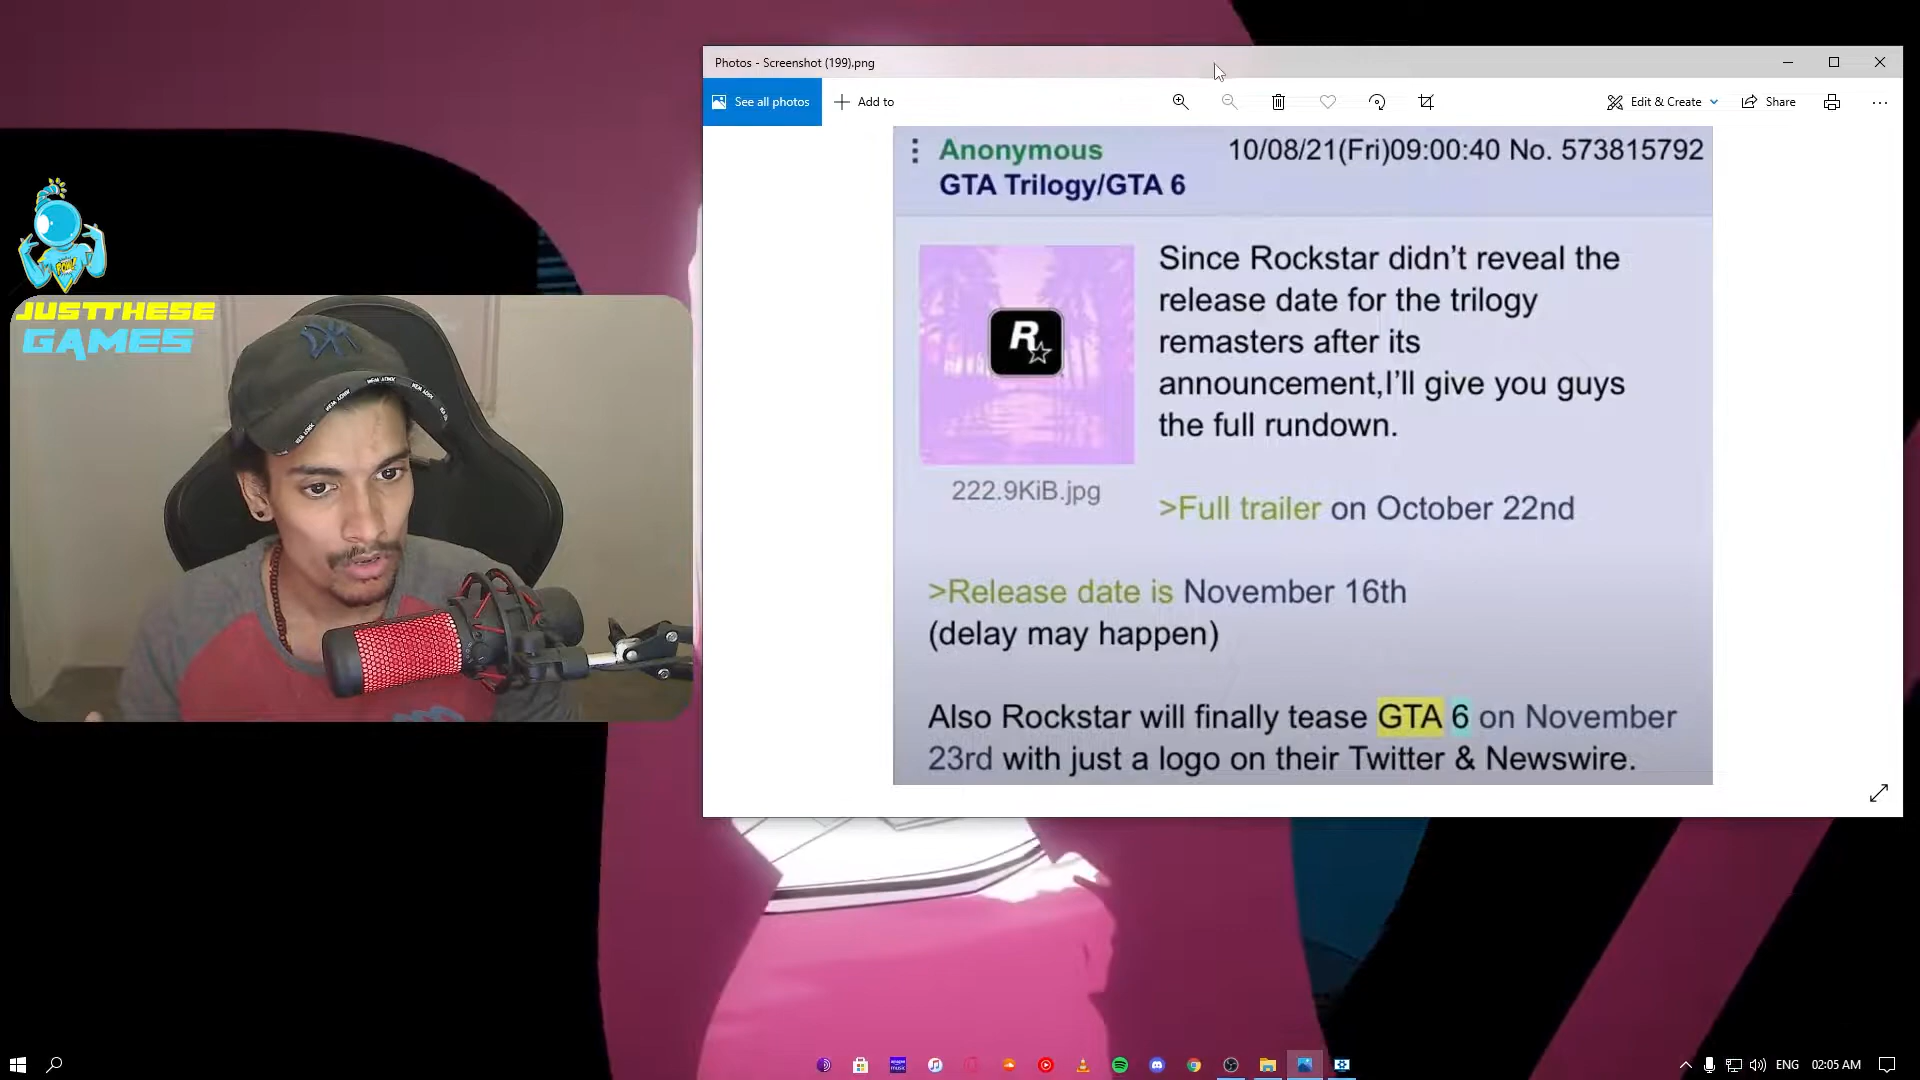 Photos - Screenshot (199).png
See all photos
Add to
Edit & Create
Share
Anonymous
10/08/21(Fri)09:00:40 No. 573815792
GTA Trilogy/GTA 6
R
Since Rockstar didn't reveal the
release date for the trilogy
remasters after its
announcement,I'll give you guys
the full rundown.
222.9KiB.jpg
>Full trailer on October 22nd
>Release date is November 16th
(delay may happen)
Also Rockstar will finally tease GTA 6 on November
23rd with just a logo on their Twitter & Newswire.
JUSTTHESE
GAMES
ENG
02:05 AM